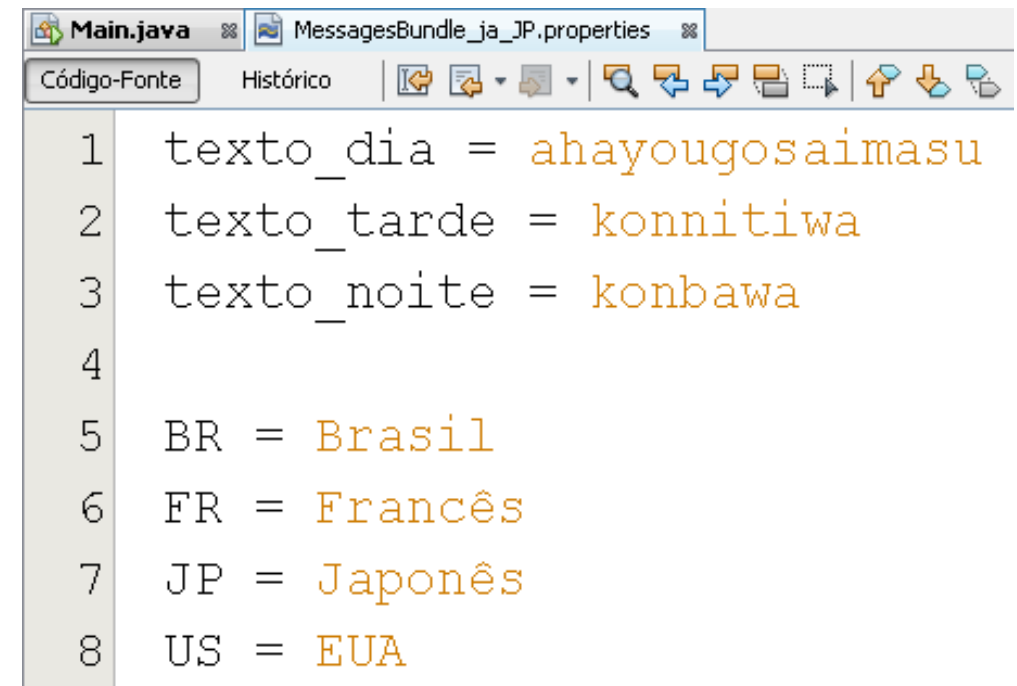 Main.java MessagesBundle_ja_JP.properties
Código-Fonte Histórico
1 texto_dia = ahayougosaimasu
2 texto_tarde = konnitiwa
3 texto_noite = konbawa
4
5 BR = Brasil
6 FR = Francês
7 JP = Japonês
8 US = EUA